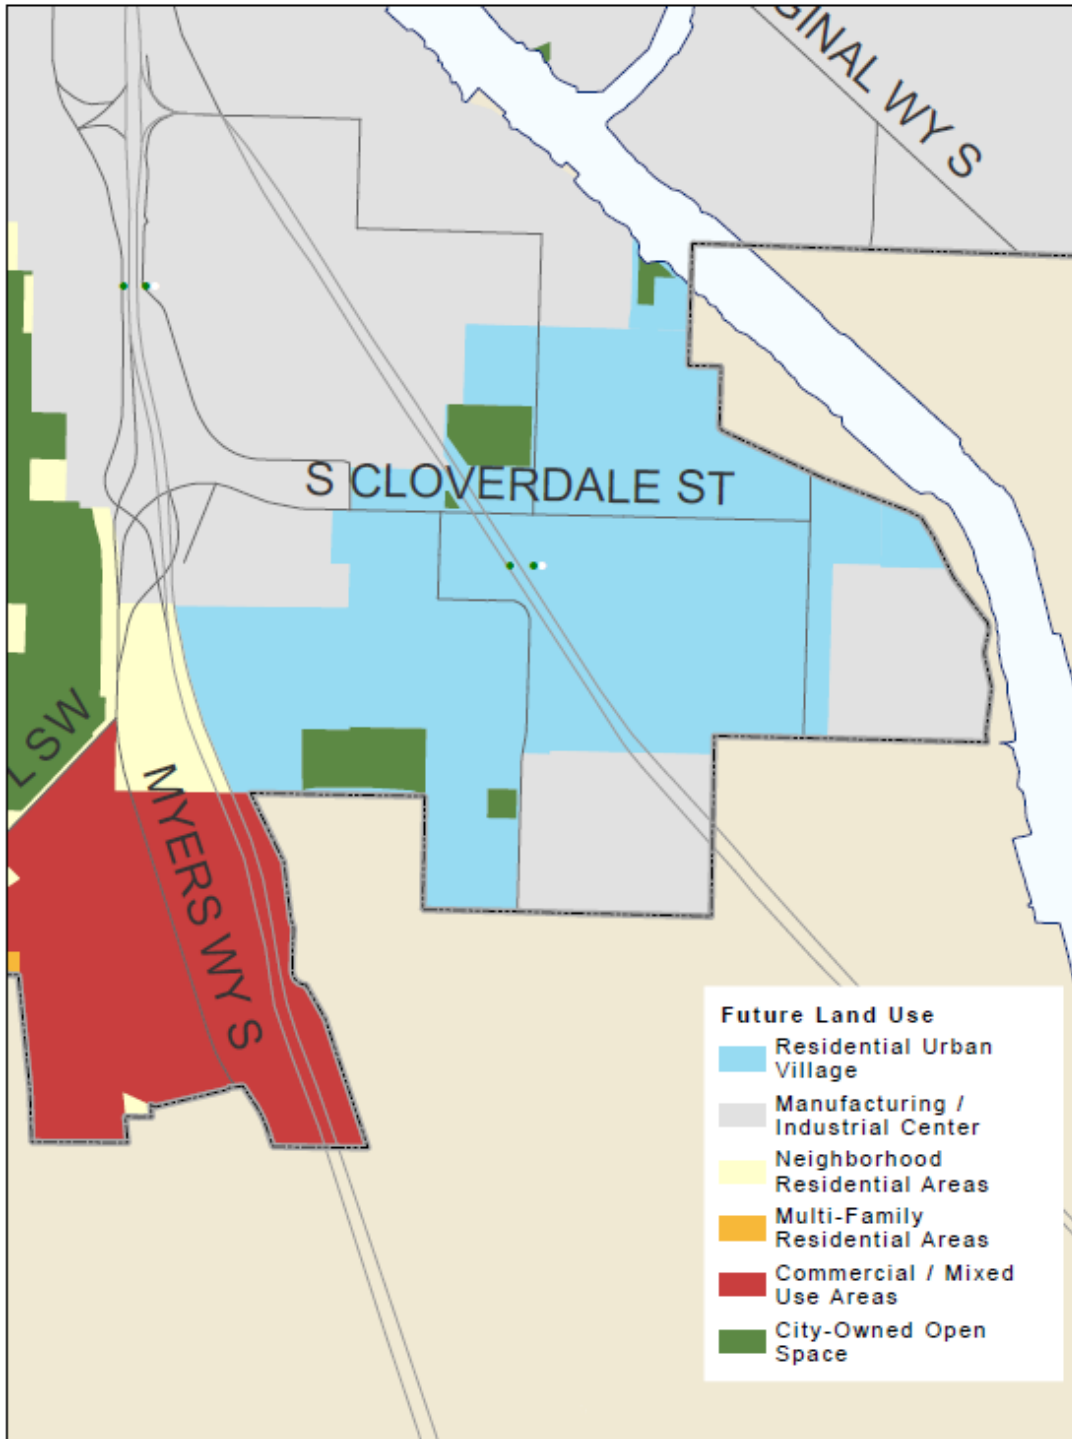 GINAL WY S
S CLOVERDALE ST
L SW
MYERS WY S
Future Land Use
Residential Urban
Village
Manufacturing /
Industrial Center
Neighborhood
Residential Areas
Multi-Family
Residential Areas
Commercial / Mixed
Use Areas
City-Owned Open
Space